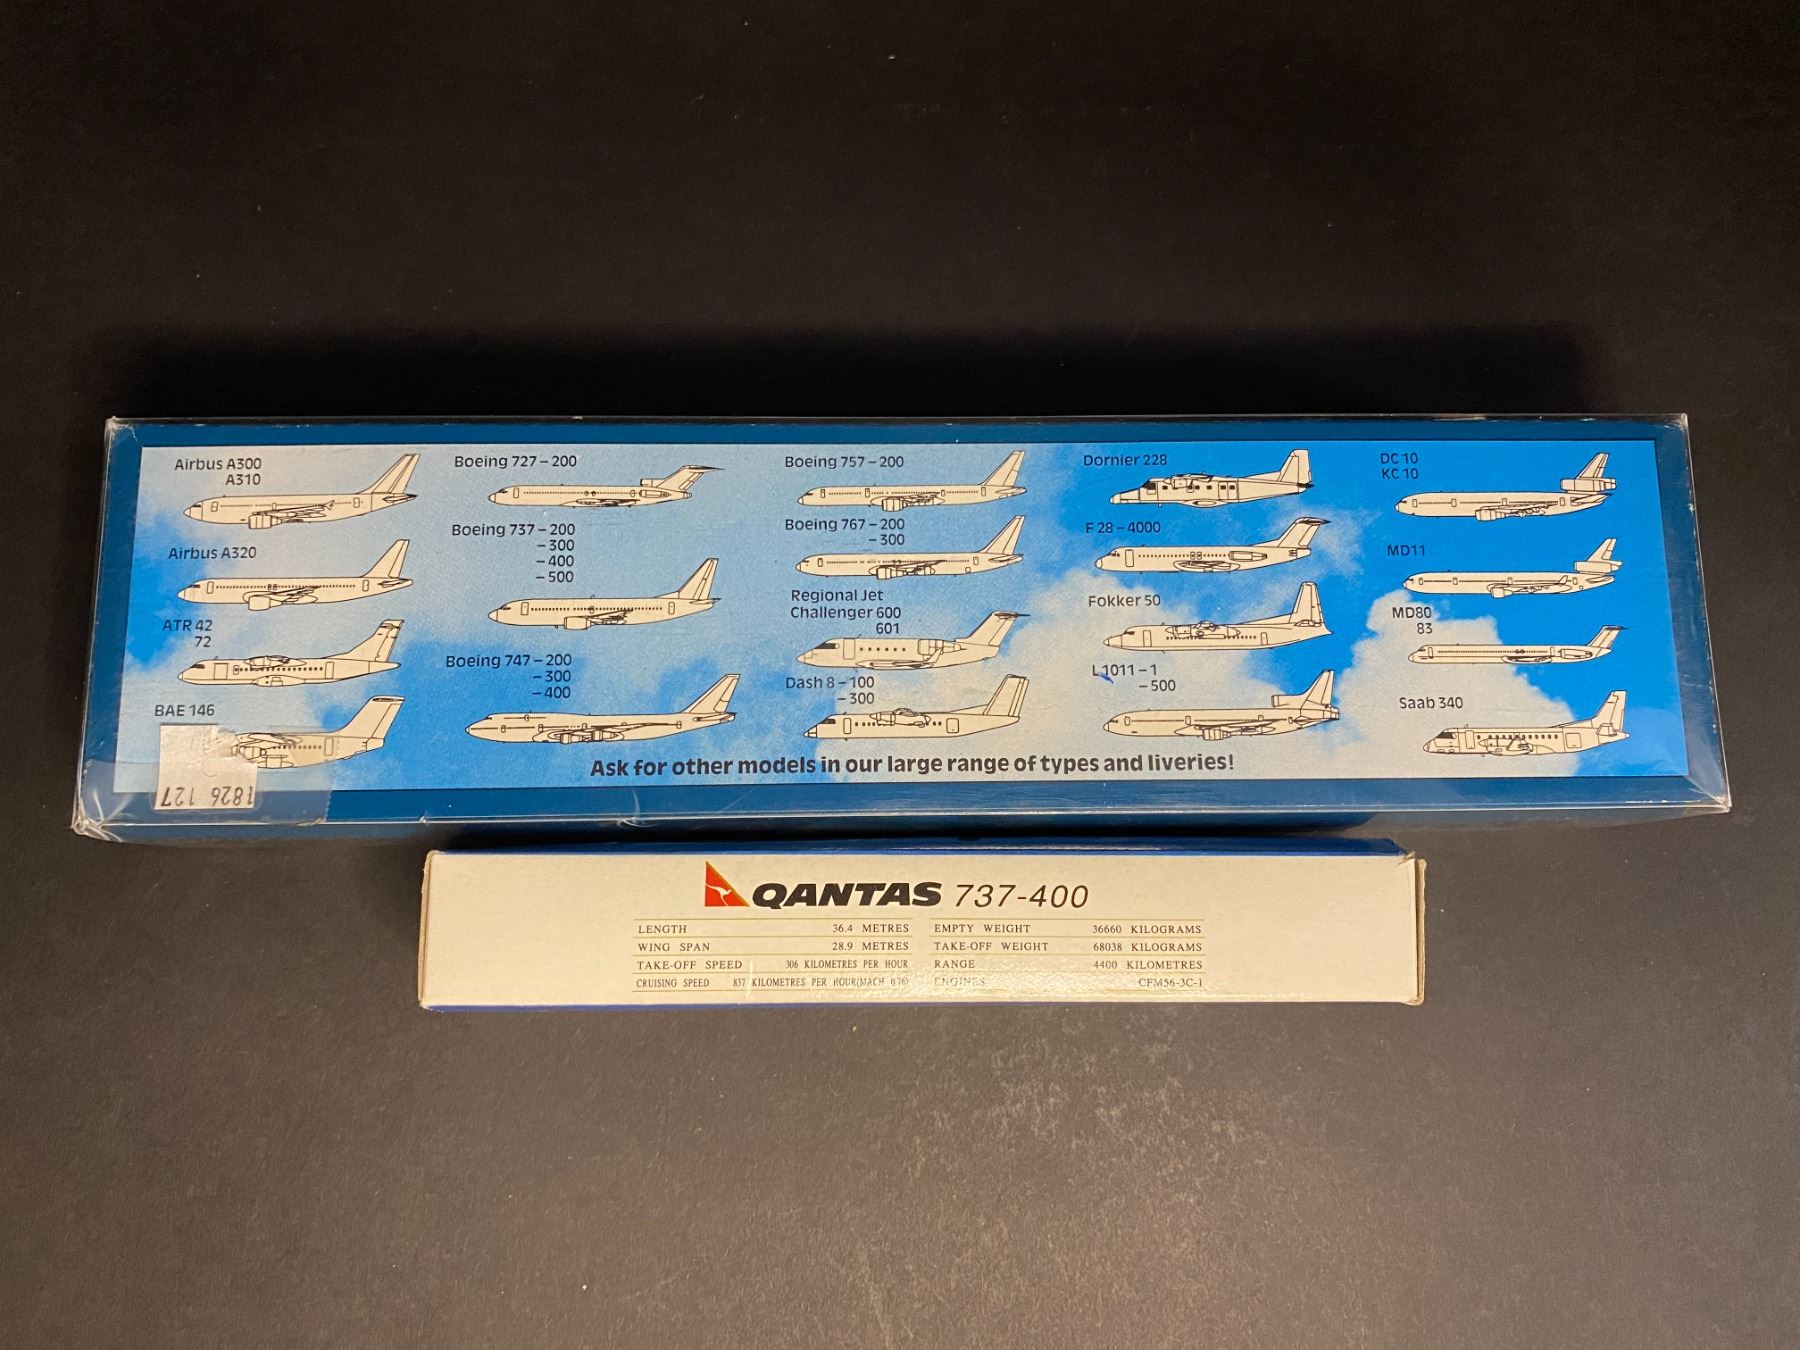 Airbus A300
A310
Airbus A320
ATR 42
72
BAE 146
Boeing 727 – 200
Boeing 737 – 200
– 300
– 400
– 500
Boeing 747 – 200
– 300
– 400
Boeing 757 – 200
Boeing 767 – 200
– 300
Regional Jet
Challenger 600
601
Dash 8 – 100
– 300
Dornier 228
F 28 – 4000
Fokker 50
L 1011 – 1
– 500
DC 10
KC 10
MD11
MD80
83
Saab 340
Ask for other models in our large range of types and liveries!
1826 127
QANTAS 737-400
LENGTH 36.4 METRES
WING SPAN 28.9 METRES
TAKE-OFF SPEED 306 KILOMETRES PER HOUR
CRUISING SPEED 837 KILOMETRES PER HOUR(MACH 0.76)
EMPTY WEIGHT 36660 KILOGRAMS
TAKE-OFF WEIGHT 68038 KILOGRAMS
RANGE 4400 KILOMETRES
ENGINES CFM56-3C-1